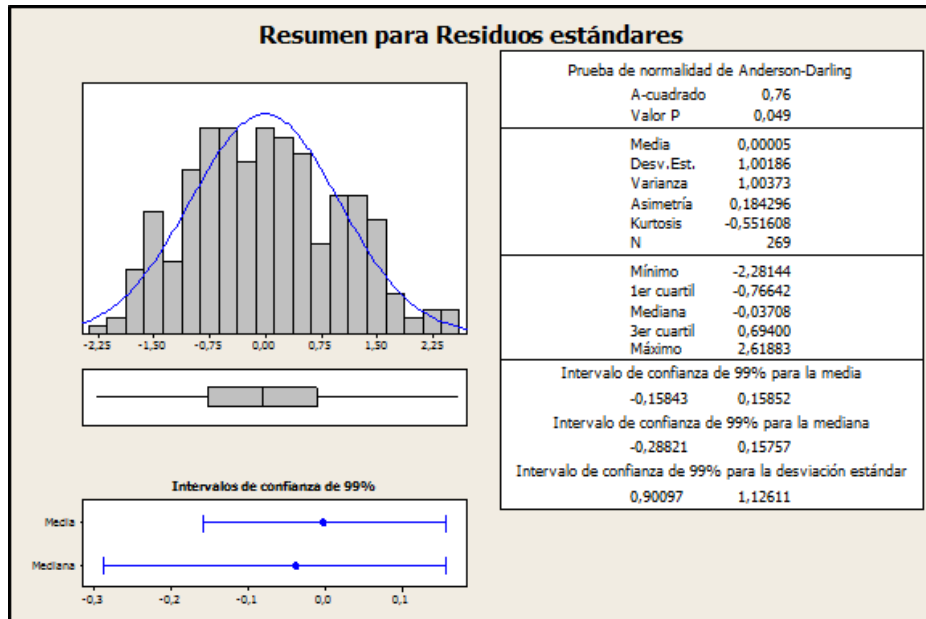 Resumen para Residuos estándares
-2,25 -1,50 -0,75 0,00 0,75 1,50 2,25
Intervalos de confianza de 99%
Media
Mediana
-0,3 -0,2 -0,1 0,0 0,1
Prueba de normalidad de Anderson-Darling
A-cuadrado 0,76
Valor P 0,049
Media 0,00005
Desv.Est. 1,00186
Varianza 1,00373
Asimetría 0,184296
Kurtosis -0,551608
N 269
Mínimo -2,28144
1er cuartil -0,76642
Mediana -0,03708
3er cuartil 0,69400
Máximo 2,61883
Intervalo de confianza de 99% para la media
-0,15843 0,15852
Intervalo de confianza de 99% para la mediana
-0,28821 0,15757
Intervalo de confianza de 99% para la desviación estándar
0,90097 1,12611